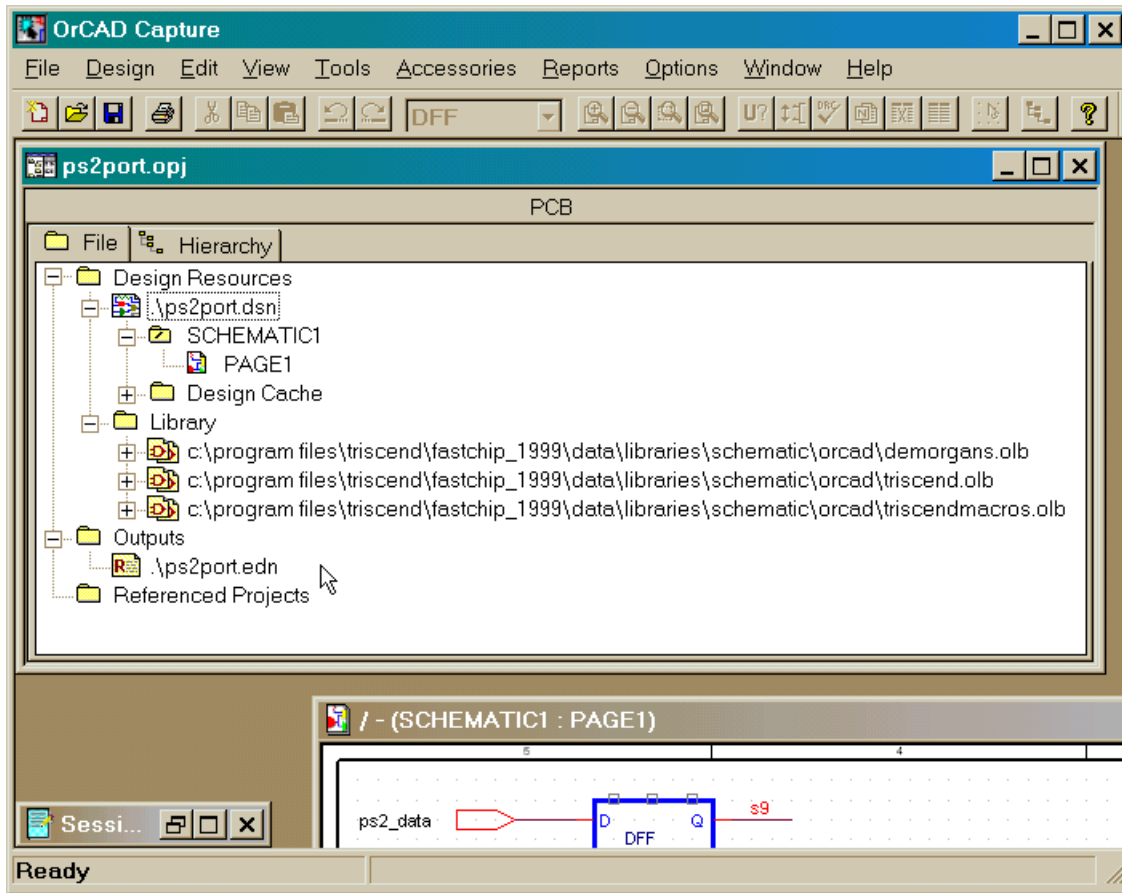 OrCAD Capture
File Design Edit View Tools Accessories Reports Options Window Help
DFF U? DRC
ps2port.opj
PCB
File Hierarchy
Design Resources
.\ps2port.dsn
SCHEMATIC1
PAGE1
Design Cache
Library
c:\program files\triscend\fastchip_1999\data\libraries\schematic\orcad\demorgans.olb
c:\program files\triscend\fastchip_1999\data\libraries\schematic\orcad\triscend.olb
c:\program files\triscend\fastchip_1999\data\libraries\schematic\orcad\triscendmacros.olb
Outputs
.\ps2port.edn
Referenced Projects
/ - (SCHEMATIC1 : PAGE1)
5 4
ps2_data D Q s9
DFF
Sessi...
Ready